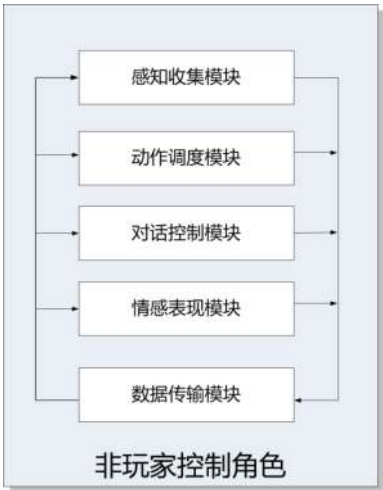 感知收集模块
动作调度模块
对话控制模块
情感表现模块
数据传输模块
非玩家控制角色